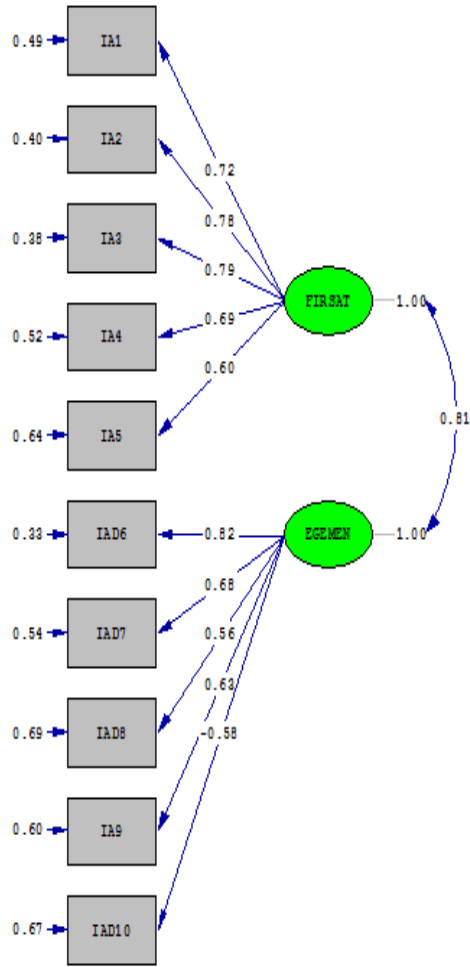 0.49 IA1
0.40 IA2
0.72
0.78
0.38 IA3
0.79
FIRSAT 1.00
0.69
0.52 IA4
0.60
0.81
0.64 IA5
0.33 IAD6 0.82 EGEMEN 1.00
0.68
0.54 IAD7
0.56
0.63
0.69 IAD8 -0.58
0.60 IA9
0.67 IAD10